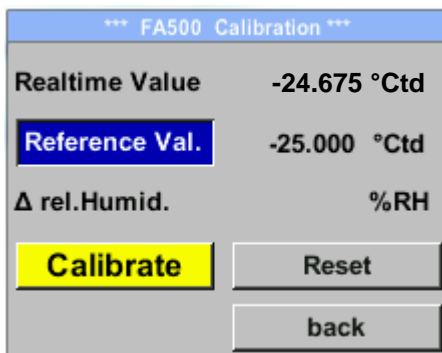 *** FA500 Calibration ***
Realtime Value -24.675 °Ctd
Reference Val. -25.000 °Ctd
Δ rel.Humid. %RH
Calibrate Reset
back